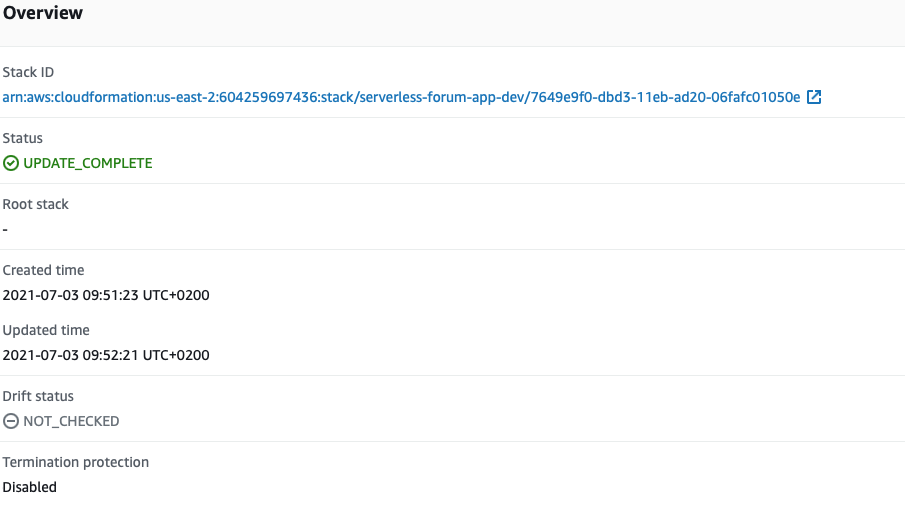 Overview
Stack ID
arn:aws:cloudformation:us-east-2:604259697436:stack/serverless-forum-app-dev/7649e9f0-dbd3-11eb-ad20-06fafc01050e
Status
UPDATE_COMPLETE
Root stack
-
Created time
2021-07-03 09:51:23 UTC+0200
Updated time
2021-07-03 09:52:21 UTC+0200
Drift status
NOT_CHECKED
Termination protection
Disabled